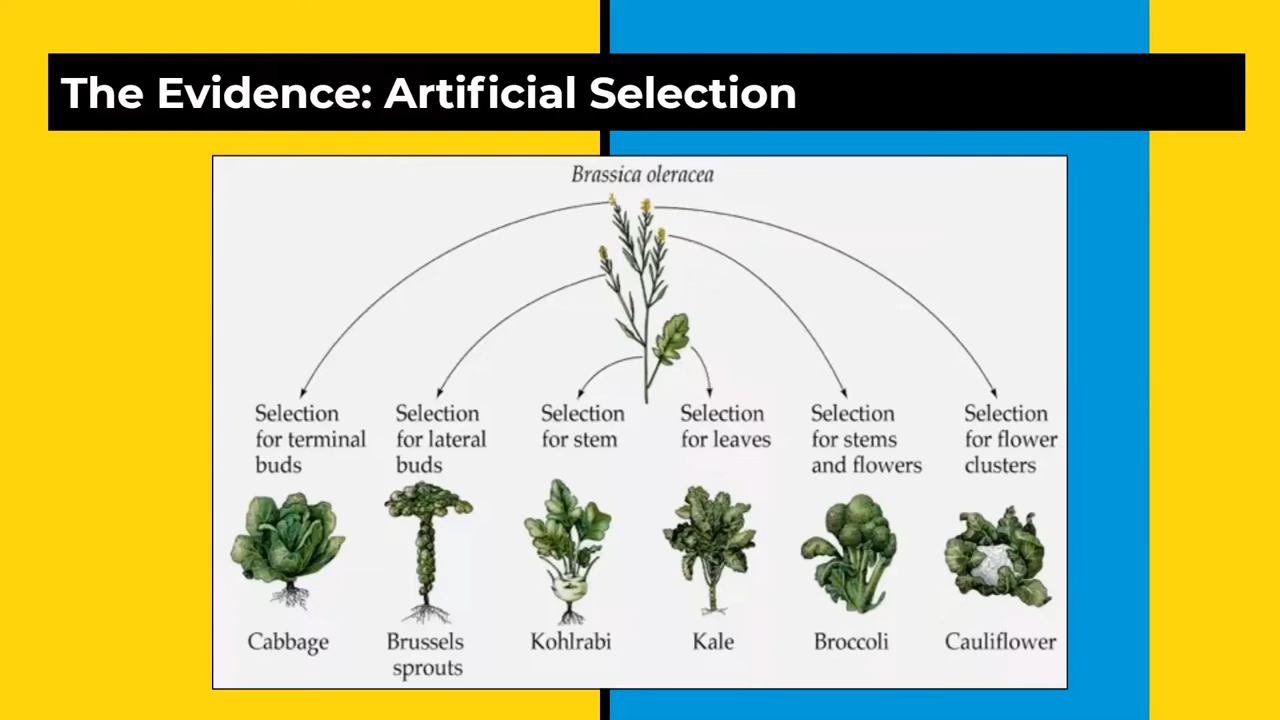 The Evidence: Artificial Selection
Brassica oleracea
Selection
for terminal
buds
Selection
for lateral
buds
Selection
for stem
Selection
for leaves
Selection
for stems
and flowers
Selection
for flower
clusters
Cabbage
Brussels
sprouts
Kohlrabi
Kale
Broccoli
Cauliflower